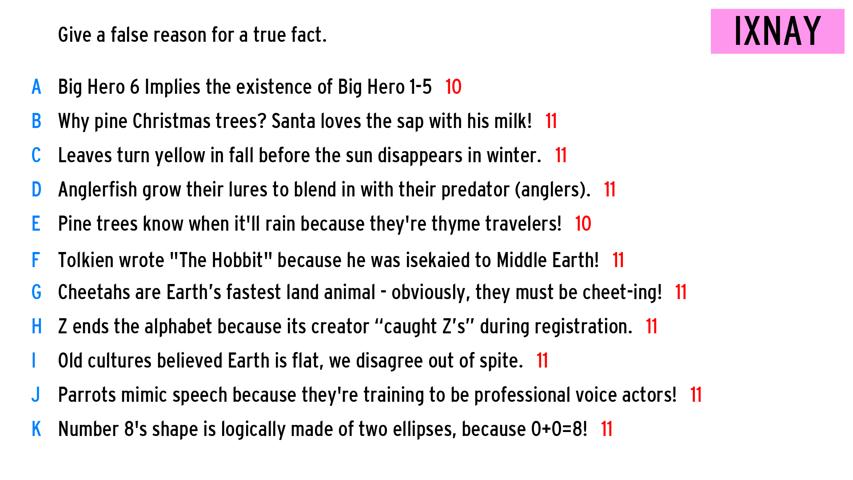 Give a false reason for a true fact.
IXNAY
A Big Hero 6 Implies the existence of Big Hero 1-5 10
B Why pine Christmas trees? Santa loves the sap with his milk! 11
C Leaves turn yellow in fall before the sun disappears in winter. 11
D Anglerfish grow their lures to blend in with their predator (anglers). 11
E Pine trees know when it'll rain because they're thyme travelers! 10
F Tolkien wrote "The Hobbit" because he was isekaied to Middle Earth! 11
G Cheetahs are Earth’s fastest land animal - obviously, they must be cheet-ing! 11
H Z ends the alphabet because its creator “caught Z’s” during registration. 11
I Old cultures believed Earth is flat, we disagree out of spite. 11
J Parrots mimic speech because they're training to be professional voice actors! 11
K Number 8's shape is logically made of two ellipses, because 0+0=8! 11